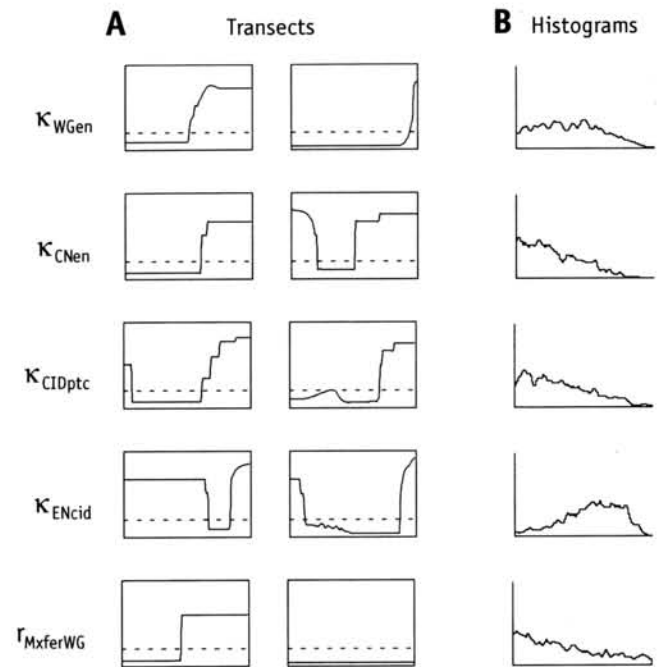 A Transects B Histograms
κWGen
κCNen
κCIDptc
κENcid
rMxferWG